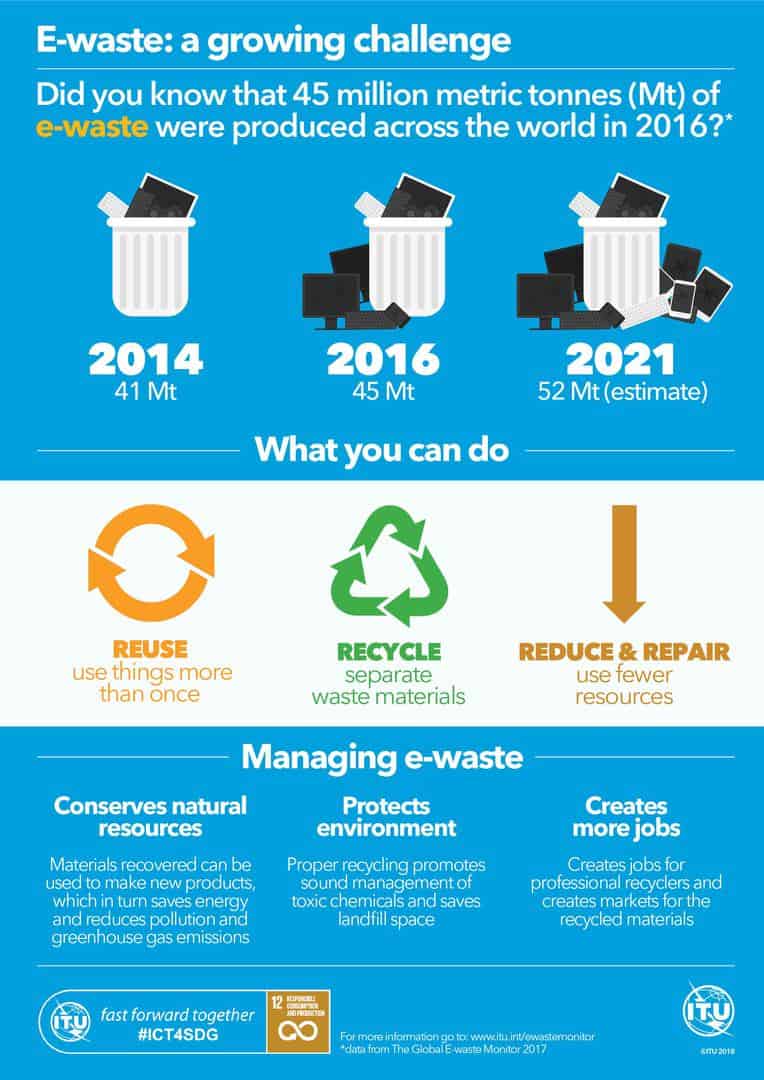 E-waste: a growing challenge
Did you know that 45 million metric tonnes (Mt) of
e-waste were produced across the world in 2016?*
2014
41 Mt
2016
45 Mt
2021
52 Mt (estimate)
What you can do
REUSE
use things more
than once
RECYCLE
separate
waste materials
REDUCE & REPAIR
use fewer
resources
Managing e-waste
Conserves natural
resources
Materials recovered can be
used to make new products,
which in turn saves energy
and reduces pollution and
greenhouse gas emissions
Protects
environment
Proper recycling promotes
sound management of
toxic chemicals and saves
landfill space
Creates
more jobs
Creates jobs for
professional recyclers and
creates markets for the
recycled materials
ITU
fast forward together
#ICT4SDG
12 RESPONSIBLE
CONSUMPTION
AND PRODUCTION
For more information go to: www.itu.int/ewastemonitor
*data from The Global E-waste Monitor 2017
ITU
©ITU 2018